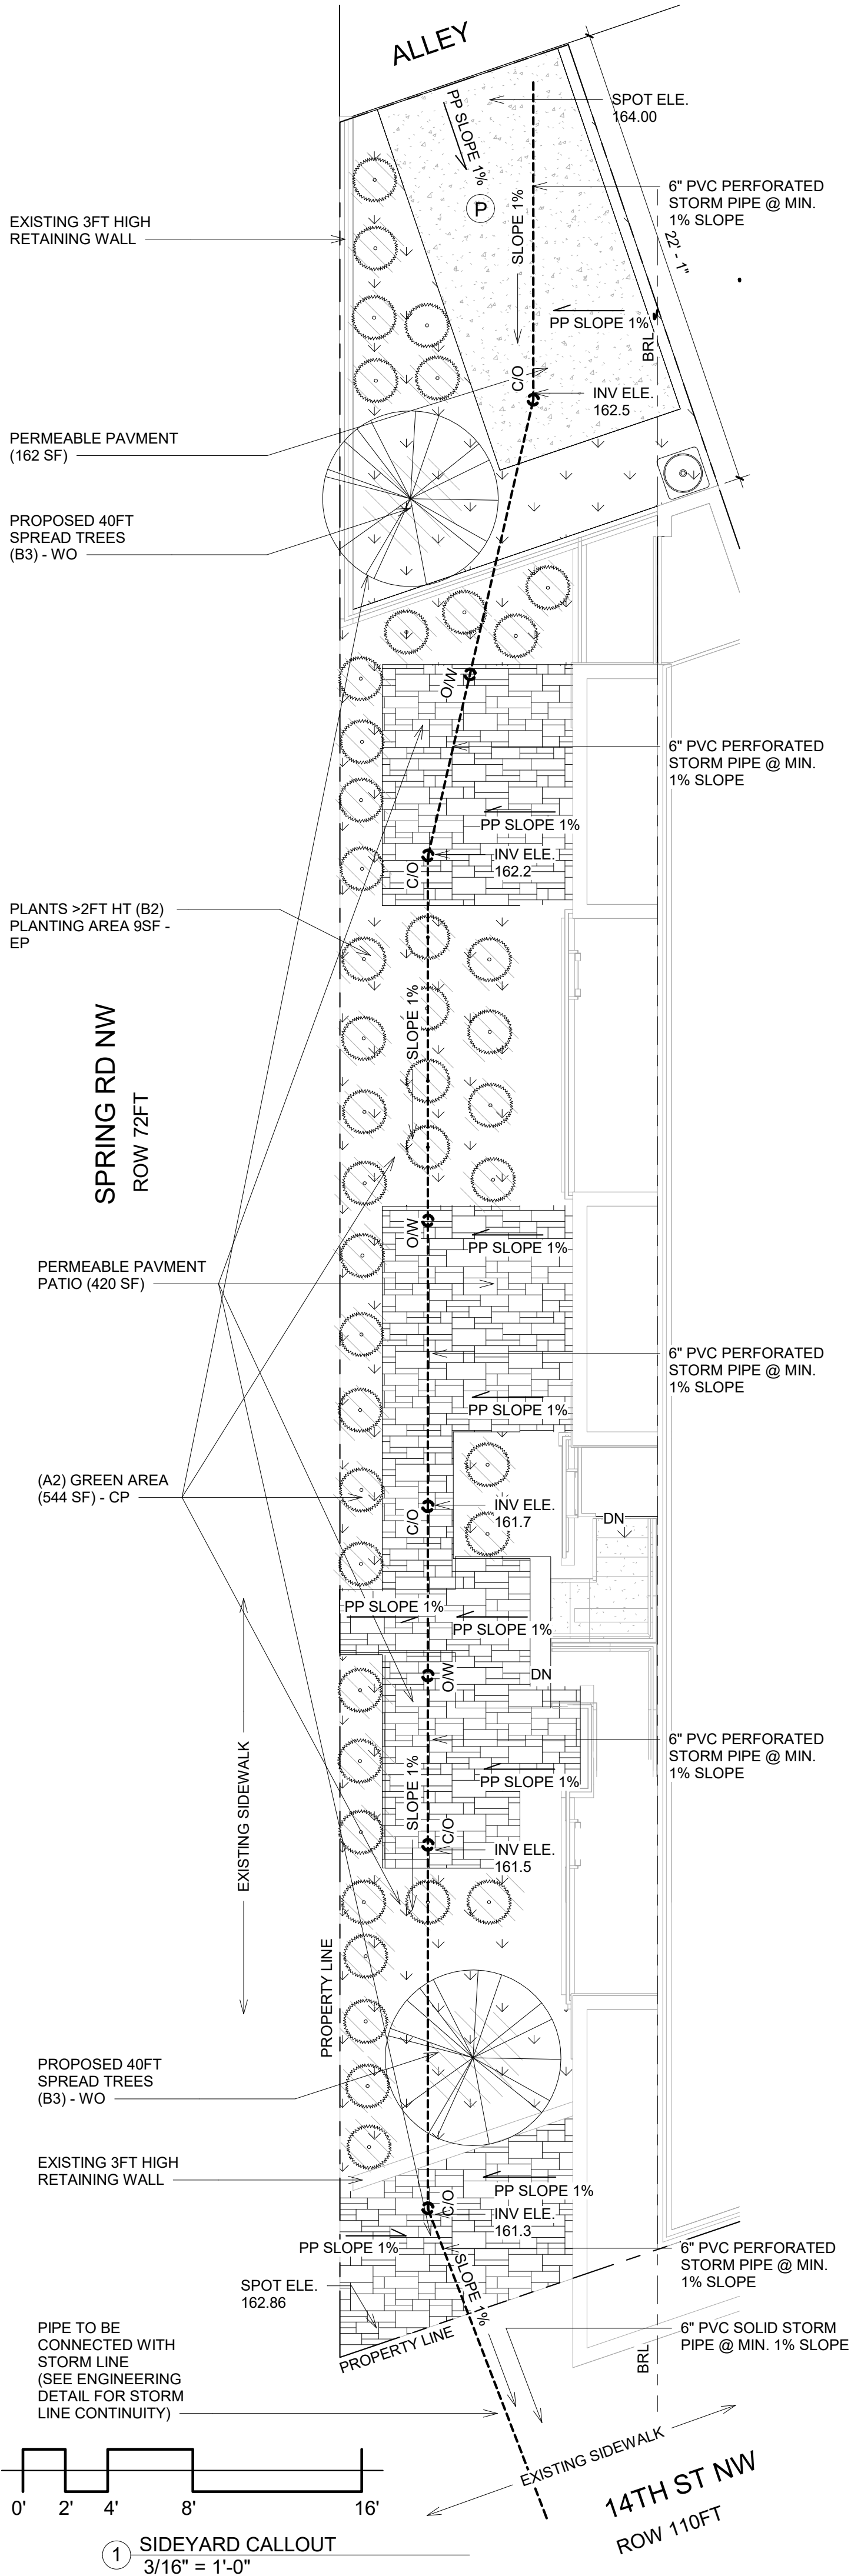 ALLEY
SPOT ELE.
164.00
PP SLOPE 1%
SLOPE 1%
P
6" PVC PERFORATED
STORM PIPE @ MIN.
1% SLOPE
EXISTING 3FT HIGH
RETAINING WALL
22' - 1"
PP SLOPE 1%
BRL
C/O
INV ELE.
162.5
PERMEABLE PAVMENT
(162 SF)
PROPOSED 40FT
SPREAD TREES
(B3) - WO
O/W
6" PVC PERFORATED
STORM PIPE @ MIN.
1% SLOPE
PP SLOPE 1%
C/O
INV ELE.
162.2
PLANTS >2FT HT (B2)
PLANTING AREA 9SF -
EP
SLOPE 1%
SPRING RD NW
ROW 72FT
O/W
PP SLOPE 1%
PERMEABLE PAVMENT
PATIO (420 SF)
6" PVC PERFORATED
STORM PIPE @ MIN.
1% SLOPE
PP SLOPE 1%
(A2) GREEN AREA
(544 SF) - CP
C/O
INV ELE.
161.7
DN
PP SLOPE 1%
PP SLOPE 1%
O/W
DN
6" PVC PERFORATED
STORM PIPE @ MIN.
1% SLOPE
EXISTING SIDEWALK
SLOPE 1%
PP SLOPE 1%
C/O
INV ELE.
161.5
PROPERTY LINE
PROPOSED 40FT
SPREAD TREES
(B3) - WO
EXISTING 3FT HIGH
RETAINING WALL
PP SLOPE 1%
C/O
INV ELE.
161.3
PP SLOPE 1%
SLOPE 1%
6" PVC PERFORATED
STORM PIPE @ MIN.
1% SLOPE
SPOT ELE.
162.86
PIPE TO BE
CONNECTED WITH
STORM LINE
(SEE ENGINEERING
DETAIL FOR STORM
LINE CONTINUITY)
PROPERTY LINE
6" PVC SOLID STORM
PIPE @ MIN. 1% SLOPE
BRL
EXISTING SIDEWALK
14TH ST NW
ROW 110FT
0' 2' 4' 8' 16'
1 SIDEYARD CALLOUT
3/16" = 1'-0"